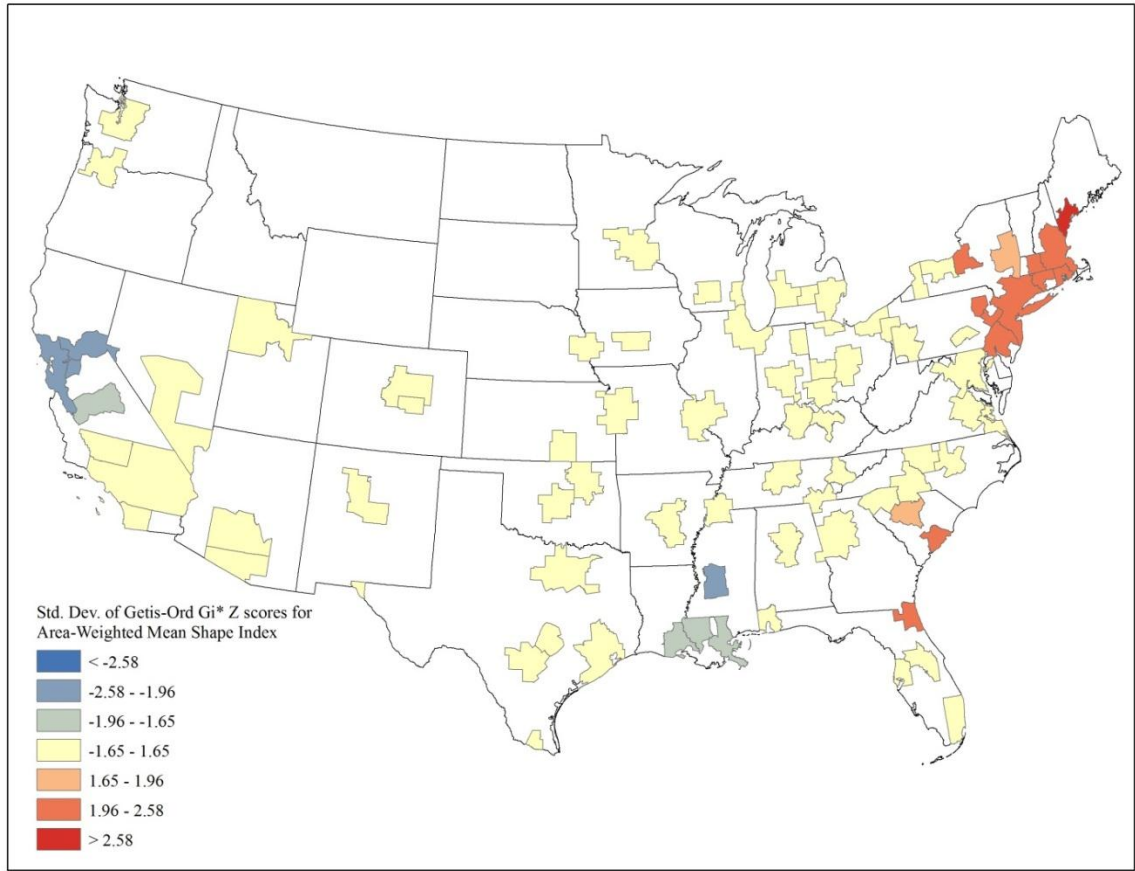 Std. Dev. of Getis-Ord Gi* Z scores for
Area-Weighted Mean Shape Index
< -2.58
-2.58 - -1.96
-1.96 - -1.65
-1.65 - 1.65
1.65 - 1.96
1.96 - 2.58
> 2.58